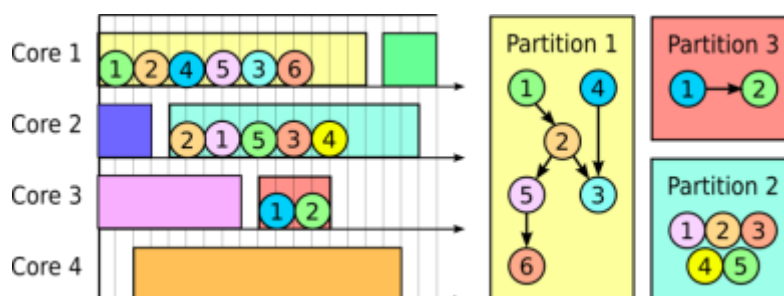 Core 1
1 2 4 5 3 6
Core 2
2 1 5 3 4
Core 3
1 2
Core 4
Partition 1
1 4
2
5 3
6
Partition 3
1 2
Partition 2
1 2 3
4 5